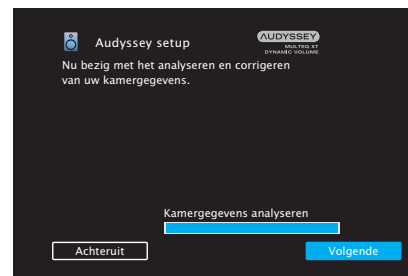 Audyssey setup
AUDYSSEY
MULTEQ XT
DYNAMIC VOLUME
Nu bezig met het analyseren en corrigeren
van uw kamergegevens.
Kamergegevens analyseren
Achteruit
Volgende